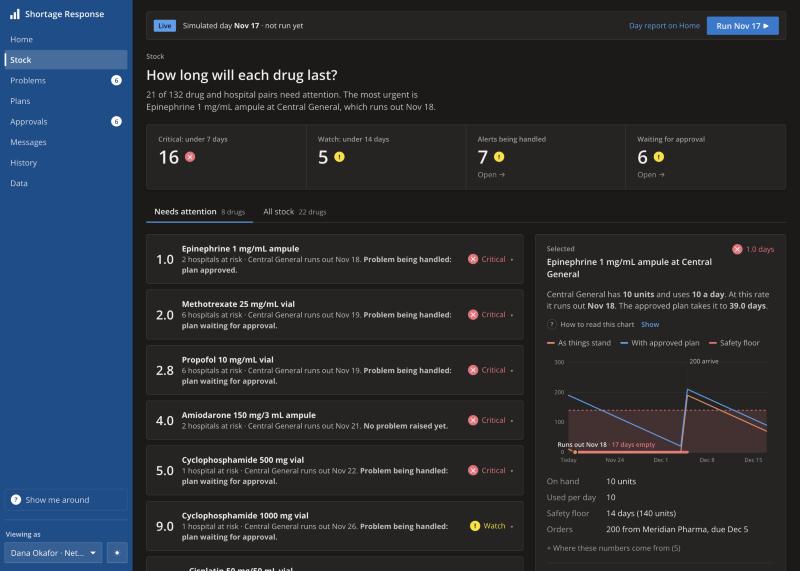 Shortage Response
Home
Stock
Problems 6
Plans
Approvals 6
Messages
History
Data
? Show me around
Viewing as
Dana Okafor · Net...
Live Simulated day Nov 17 · not run yet
Day report on Home Run Nov 17
Stock
How long will each drug last?
21 of 132 drug and hospital pairs need attention. The most urgent is
Epinephrine 1 mg/mL ampule at Central General, which runs out Nov 18.
Critical: under 7 days
16
Watch: under 14 days
5 !
Alerts being handled
7 !
Open →
Waiting for approval
6 !
Open →
Needs attention 8 drugs
All stock 22 drugs
1.0
Epinephrine 1 mg/mL ampule
2 hospitals at risk · Central General runs out Nov 18. Problem being handled:
plan approved.
Critical
2.0
Methotrexate 25 mg/mL vial
6 hospitals at risk · Central General runs out Nov 19. Problem being handled:
plan waiting for approval.
Critical
2.8
Propofol 10 mg/mL vial
6 hospitals at risk · Central General runs out Nov 19. Problem being handled:
plan waiting for approval.
Critical
4.0
Amiodarone 150 mg/3 mL ampule
2 hospitals at risk · Central General runs out Nov 21. No problem raised yet.
Critical
5.0
Cyclophosphamide 500 mg vial
1 hospital at risk · Central General runs out Nov 22. Problem being handled:
plan waiting for approval.
Critical
9.0
Cyclophosphamide 1000 mg vial
1 hospital at risk · Central General runs out Nov 26. Problem being handled:
plan waiting for approval.
! Watch
Cisplatin 50 mg/50 mL vial
Selected
1.0 days
Epinephrine 1 mg/mL ampule at Central
General
Central General has 10 units and uses 10 a day. At this rate
it runs out Nov 18. The approved plan takes it to 39.0 days.
? How to read this chart Show
As things stand With approved plan Safety floor
200 arrive
300
200
100
0
Runs out Nov 18 · 17 days empty
Today Nov 24 Dec 1 Dec 8 Dec 15
On hand 10 units
Used per day 10
Safety floor 14 days (140 units)
Orders 200 from Meridian Pharma, due Dec 5
+ Where these numbers come from (5)